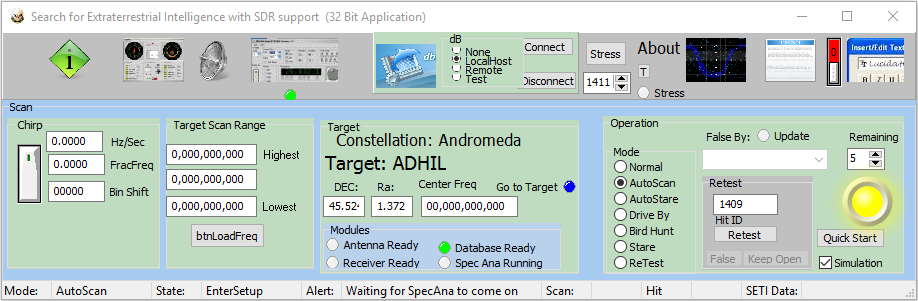 Search for Extraterrestrial Intelligence with SDR support (32 Bit Application)
i
db
dB
None
LocalHost
Remote
Test
Connect
Disconnect
Stress
1411
About
T
Stress
Insert/Edit Text
Lucida
Scan
Chirp
0.0000 Hz/Sec
0.0000 FracFreq
00000 Bin Shift
Target Scan Range
0,000,000,000 Highest
0,000,000,000
0,000,000,000 Lowest
btnLoadFreq
Target
Constellation: Andromeda
Target: ADHIL
DEC: Ra: Center Freq Go to Target
45.52 1.372 00,000,000,000
Modules
Antenna Ready Database Ready
Receiver Ready Spec Ana Running
Operation
False By: Update Remaining
5
Mode
Normal
AutoScan
AutoStare
Drive By
Bird Hunt
Stare
ReTest
Retest
1409
Hit ID
Retest
False Keep Open
Quick Start
Simulation
Mode: AutoScan State: EnterSetup Alert: Waiting for SpecAna to come on Scan: Hit SETI Data: